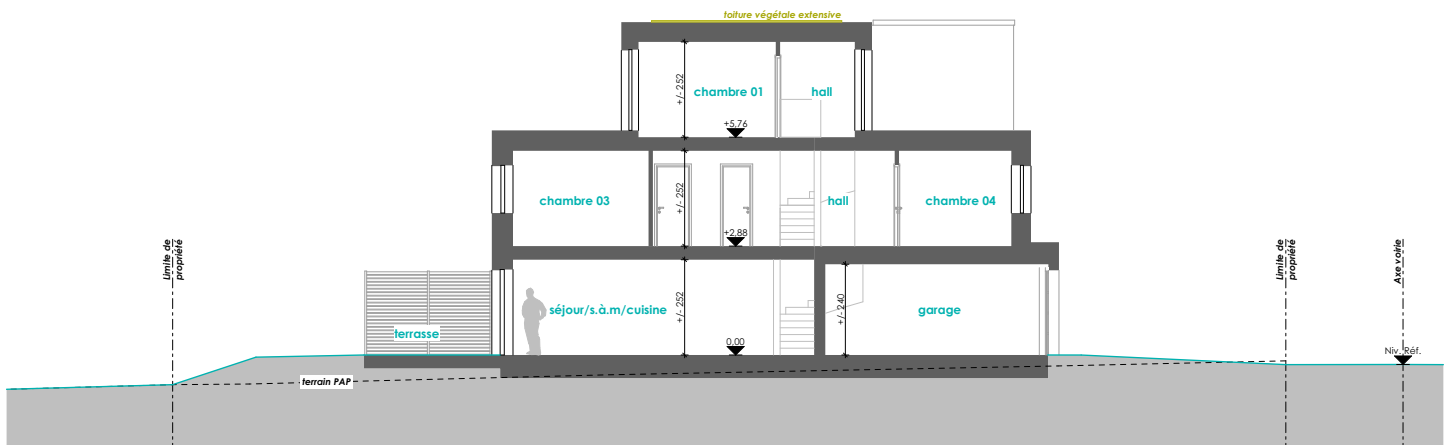 toiture végétale extensive
+/- 252
chambre 01
hall
+5,76
chambre 03
+/- 252
hall
chambre 04
+2,88
Limite de
propriété
Limite de
propriété
Axe voirie
séjour/s.à.m/cuisine
+/- 252
+/- 240
garage
terrasse
0,00
Niv. Réf.
terrain PAP